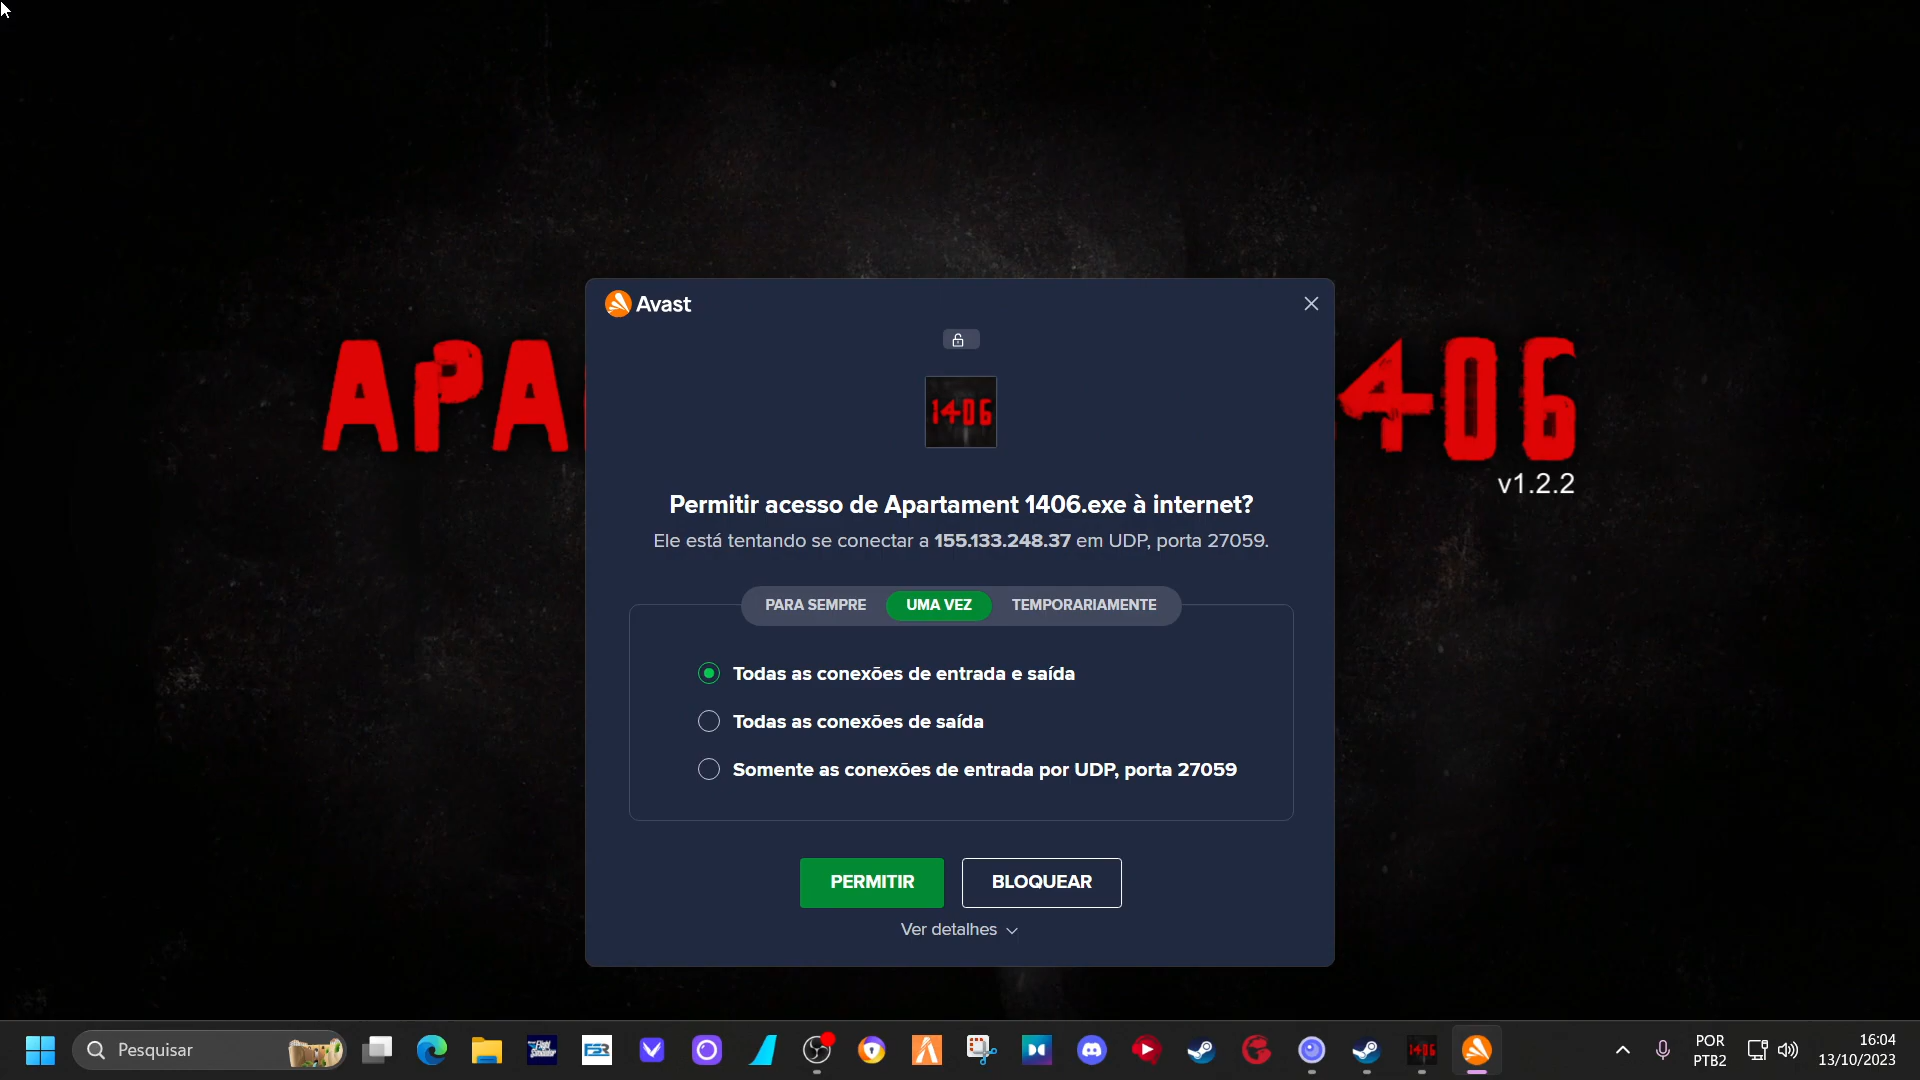 Avast
1406
APA
406
v1.2.2
Permitir acesso de Apartament 1406.exe à internet?
Ele está tentando se conectar a 155.133.248.37 em UDP, porta 27059.
PARA SEMPRE UMA VEZ TEMPORARIAMENTE
Todas as conexões de entrada e saída
Todas as conexões de saída
Somente as conexões de entrada por UDP, porta 27059
PERMITIR BLOQUEAR
Ver detalhes
Pesquisar
FSR
1406
POR
PTB2
16:04
13/10/2023